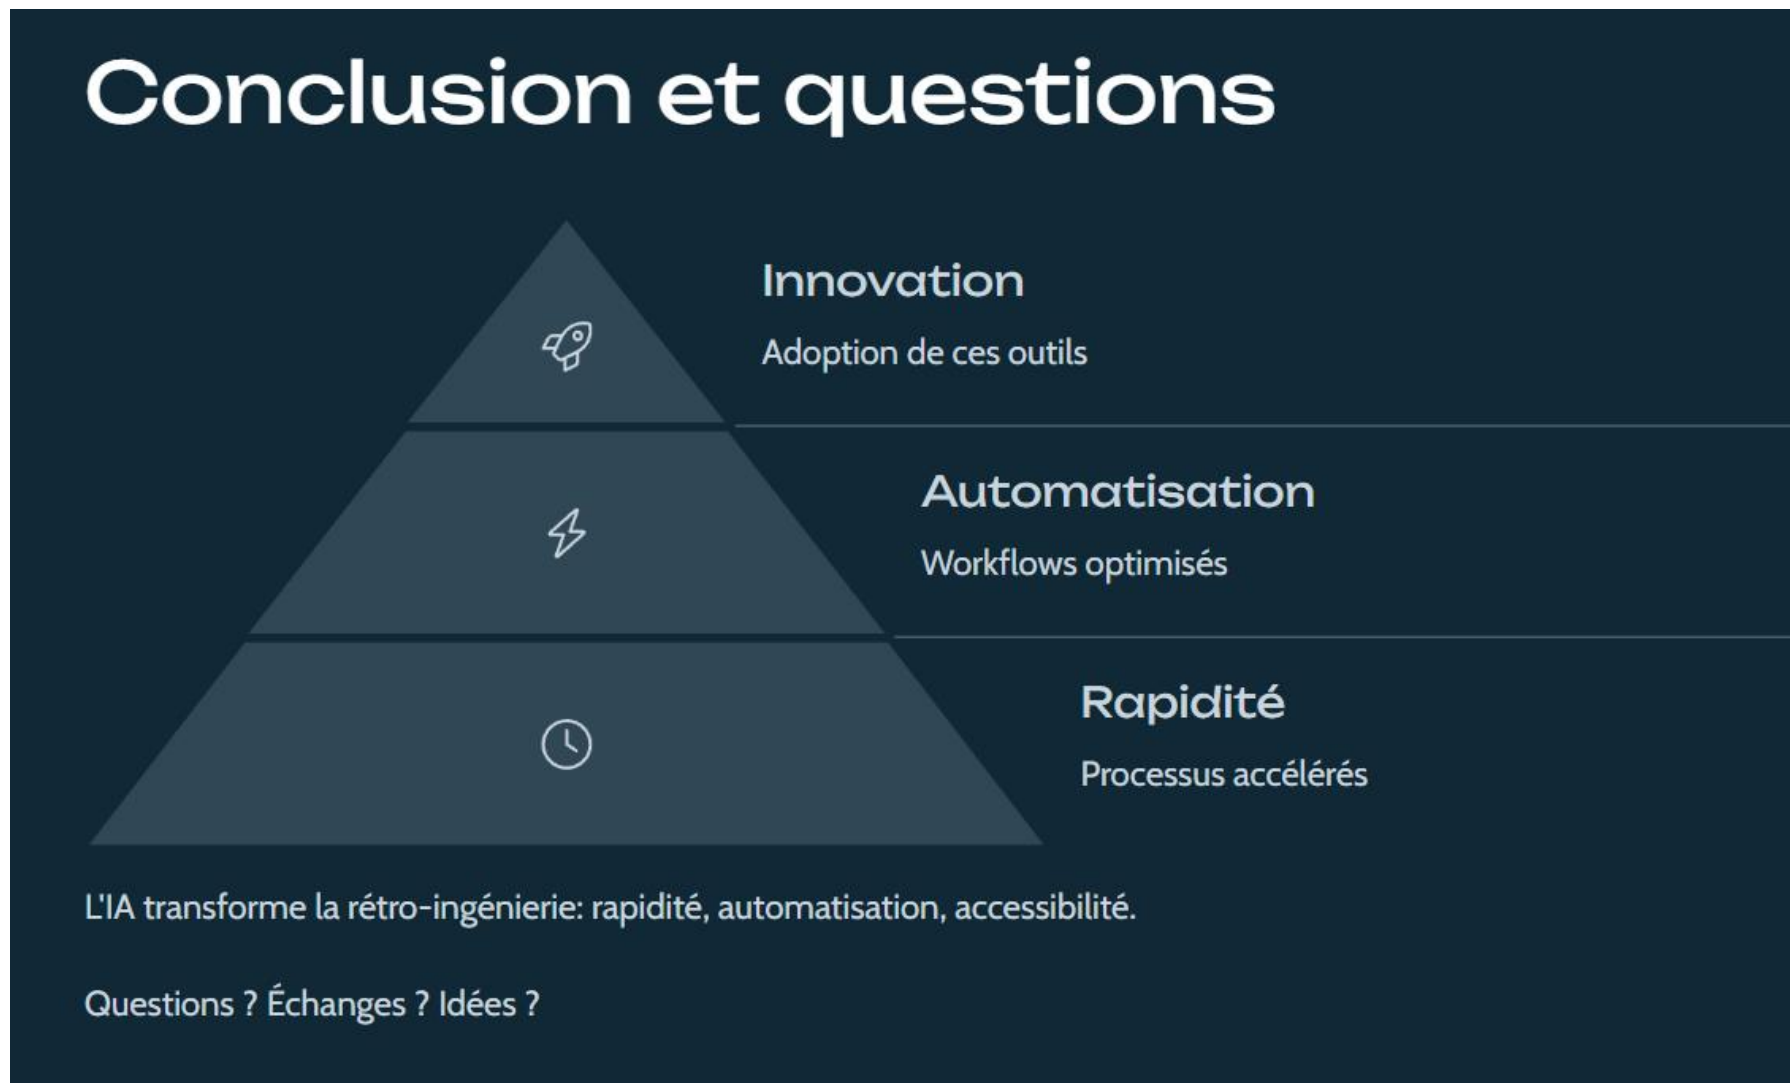 Conclusion et questions
Innovation
Adoption de ces outils
Automatisation
Workflows optimisés
Rapidité
Processus accélérés
L'IA transforme la rétro-ingénierie: rapidité, automatisation, accessibilité.
Questions ? Échanges ? Idées ?